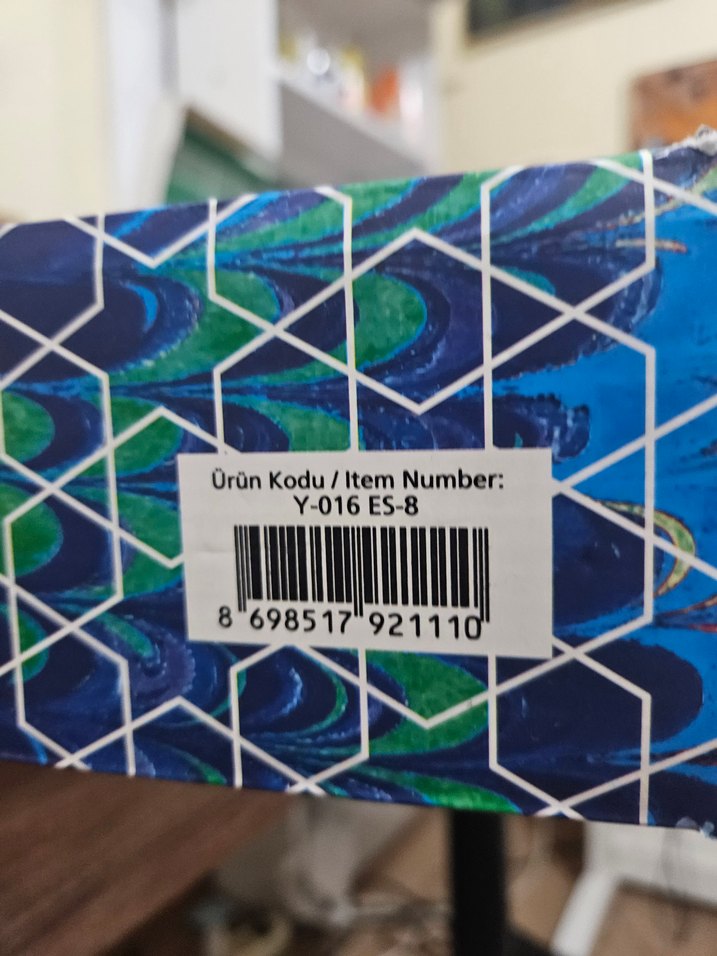 Ürün Kodu / Item Number:
Y-016 ES-8
8 698517 921110